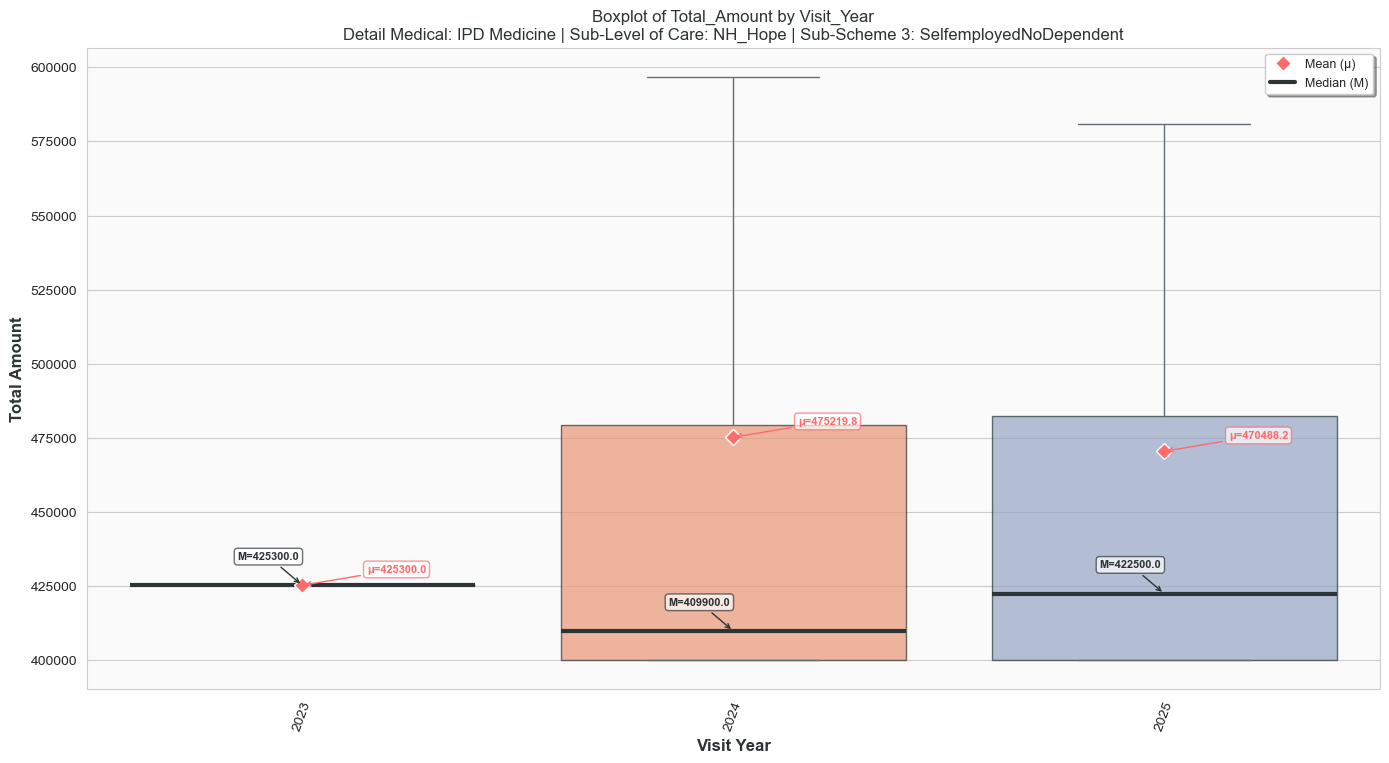 Boxplot of Total_Amount by Visit_Year
Detail Medical: IPD Medicine | Sub-Level of Care: NH_Hope | Sub-Scheme 3: SelfemployedNoDependent
Mean (μ)
Median (M)
600000
575000
550000
525000
500000
475000
450000
425000
400000
Total Amount
M=425300.0
μ=425300.0
μ=475219.8
M=409900.0
μ=470488.2
M=422500.0
2023
2024
2025
Visit Year